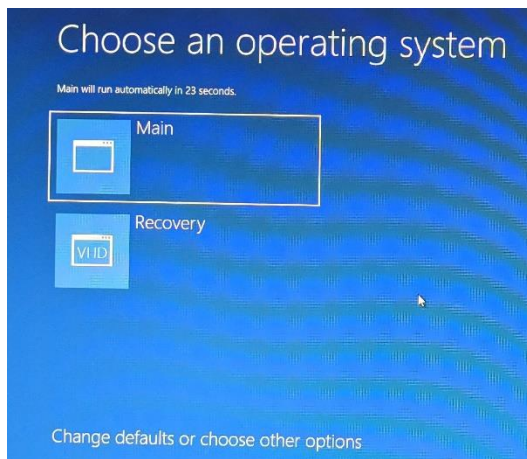 Choose an operating system
Main will run automatically in 23 seconds.
Main
Recovery
VHD
Change defaults or choose other options